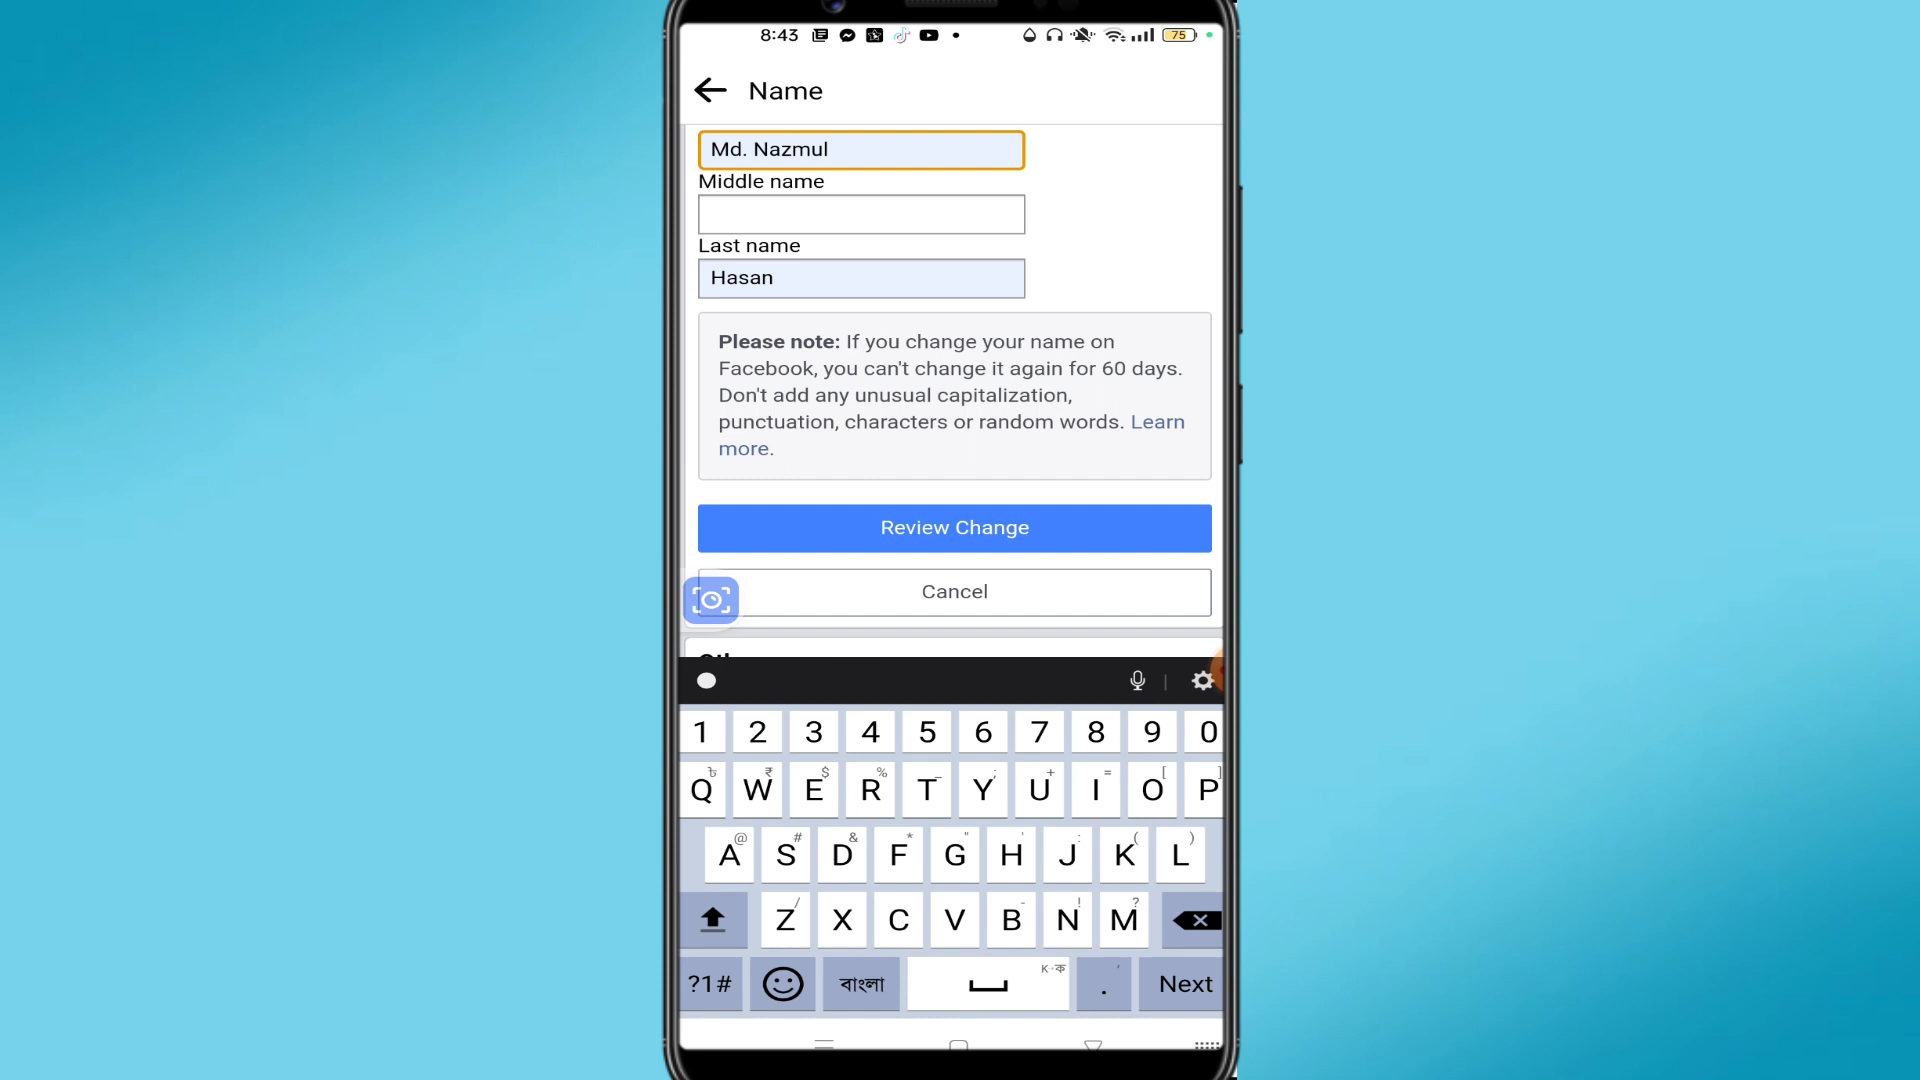 8:43
75
Name
Md. Nazmul
Middle name
Last name
Hasan
Please note: If you change your name on
Facebook, you can't change it again for 60 days.
Don't add any unusual capitalization,
punctuation, characters or random words. Learn
more.
Review Change
Cancel
1 2 3 4 5 6 7 8 9 0
৳ ₹ $ % _ ; + = [ ]
Q W E R T Y U I O P
@ # & * " ' : ( )
A S D F G H J K L
/ - ! ?
Z X C V B N M
?1# বাংলা K→ক . Next